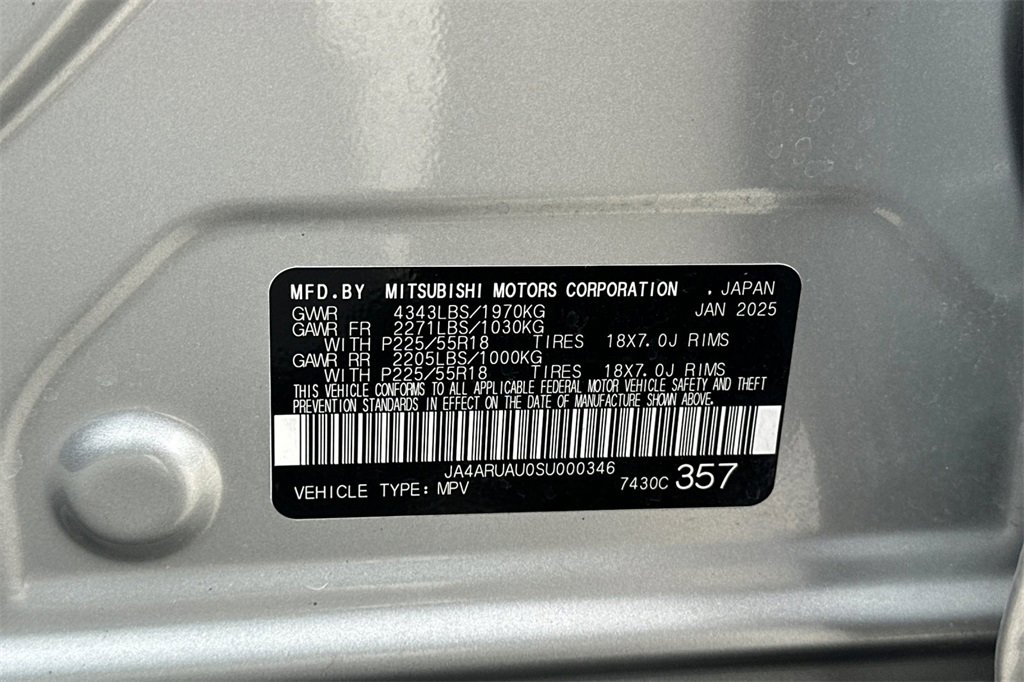 MFD.BY MITSUBISHI MOTORS CORPORATION . JAPAN
GVWR 4343LBS/1970KG JAN 2025
GAWR FR 2271LBS/1030KG
WITH P225/55R18 TIRES 18X7.0J RIMS
GAWR RR 2205LBS/1000KG
WITH P225/55R18 TIRES 18X7.0J RIMS
THIS VEHICLE CONFORMS TO ALL APPLICABLE FEDERAL MOTOR VEHICLE SAFETY AND THEFT
PREVENTION STANDARDS IN EFFECT ON THE DATE OF MANUFACTURE SHOWN ABOVE.
JA4ARUAU0SU000346
VEHICLE TYPE: MPV 7430C 357